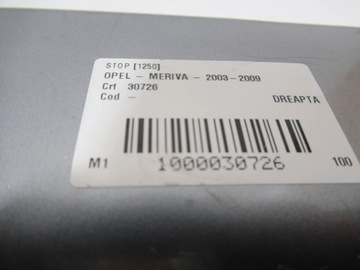 STOP [1250]
OPEL - MERIVA - 2003-2009
Crt 30726
Cod - DREAPTA
M1 1000030726 100